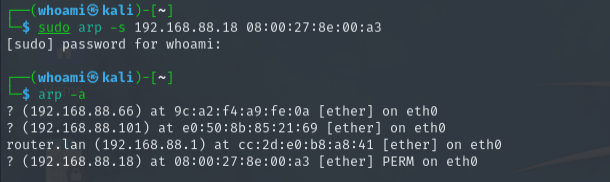 ┌──(whoami㉿kali)-[~]
└─$ sudo arp -s 192.168.88.18 08:00:27:8e:00:a3
[sudo] password for whoami:
┌──(whoami㉿kali)-[~]
└─$ arp -a
? (192.168.88.66) at 9c:a2:f4:a9:fe:0a [ether] on eth0
? (192.168.88.101) at e0:50:8b:85:21:69 [ether] on eth0
router.lan (192.168.88.1) at cc:2d:e0:b8:a8:41 [ether] on eth0
? (192.168.88.18) at 08:00:27:8e:00:a3 [ether] PERM on eth0